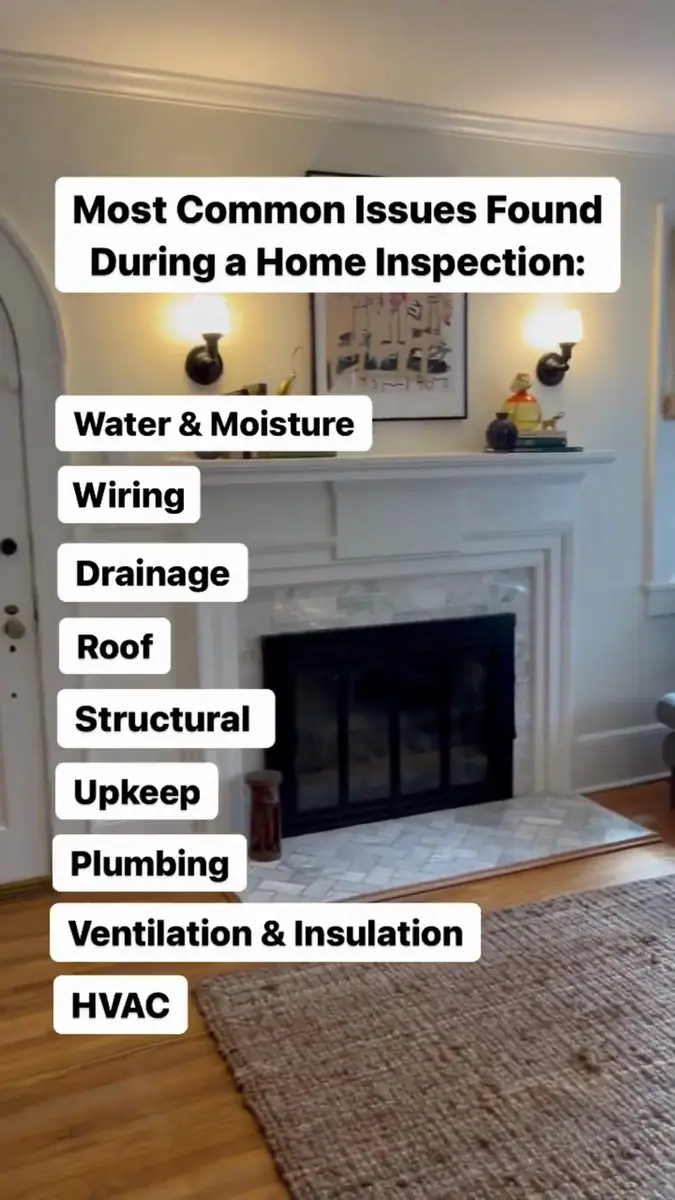 Most Common Issues Found
During a Home Inspection:
Water & Moisture
Wiring
Drainage
Roof
Structural
Upkeep
Plumbing
Ventilation & Insulation
HVAC